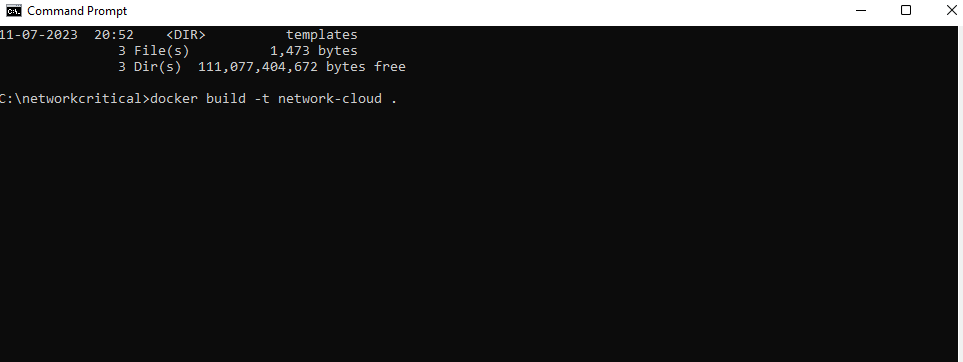 Command Prompt
11-07-2023  20:52    <DIR>          templates
               3 File(s)          1,473 bytes
               3 Dir(s)  111,077,404,672 bytes free
C:\networkcritical>docker build -t network-cloud .